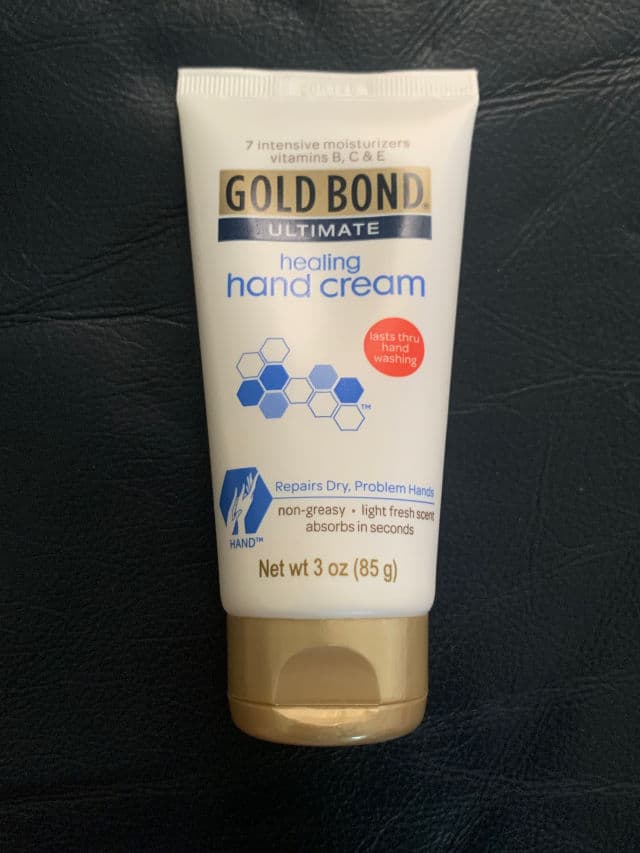 7 intensive moisturizers
vitamins B, C & E
GOLD BOND®
ULTIMATE
healing
hand cream
lasts thru
hand
washing
TM
Repairs Dry, Problem Hands
non-greasy • light fresh scent
absorbs in seconds
HAND™
Net wt 3 oz (85 g)